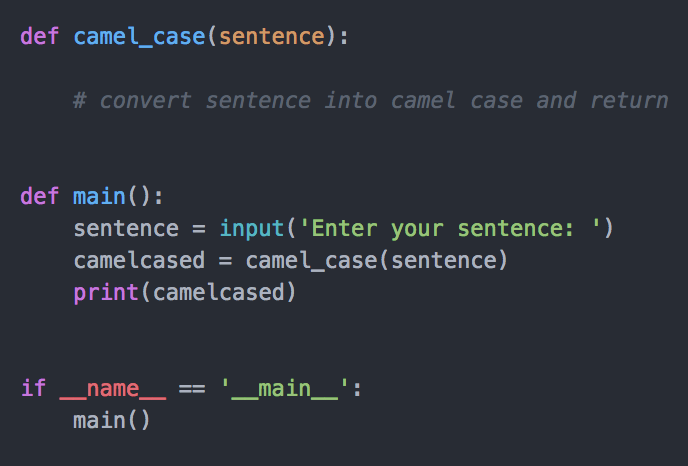 def camel_case(sentence):
    # convert sentence into camel case and return
def main():
    sentence = input('Enter your sentence: ')
    camelcased = camel_case(sentence)
    print(camelcased)
if __name__ == '__main__':
    main()